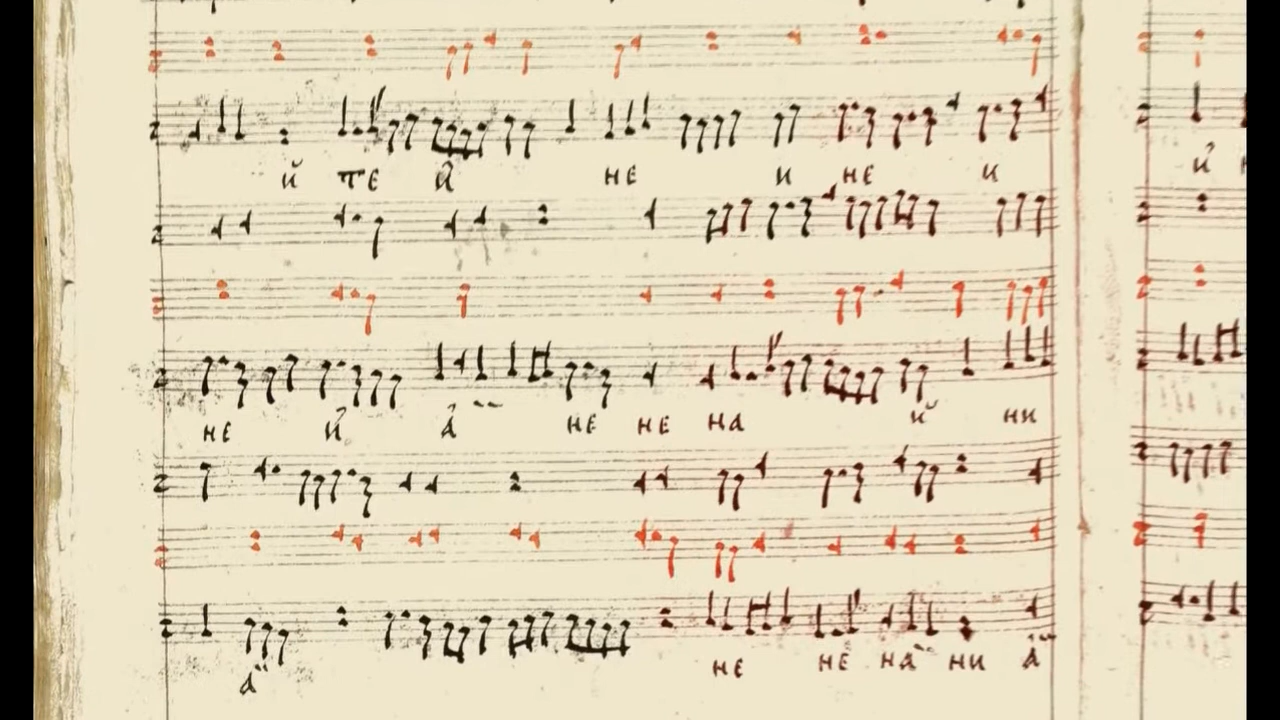 й пе й не и не и
не й а не не на й ни
а не не на ни а